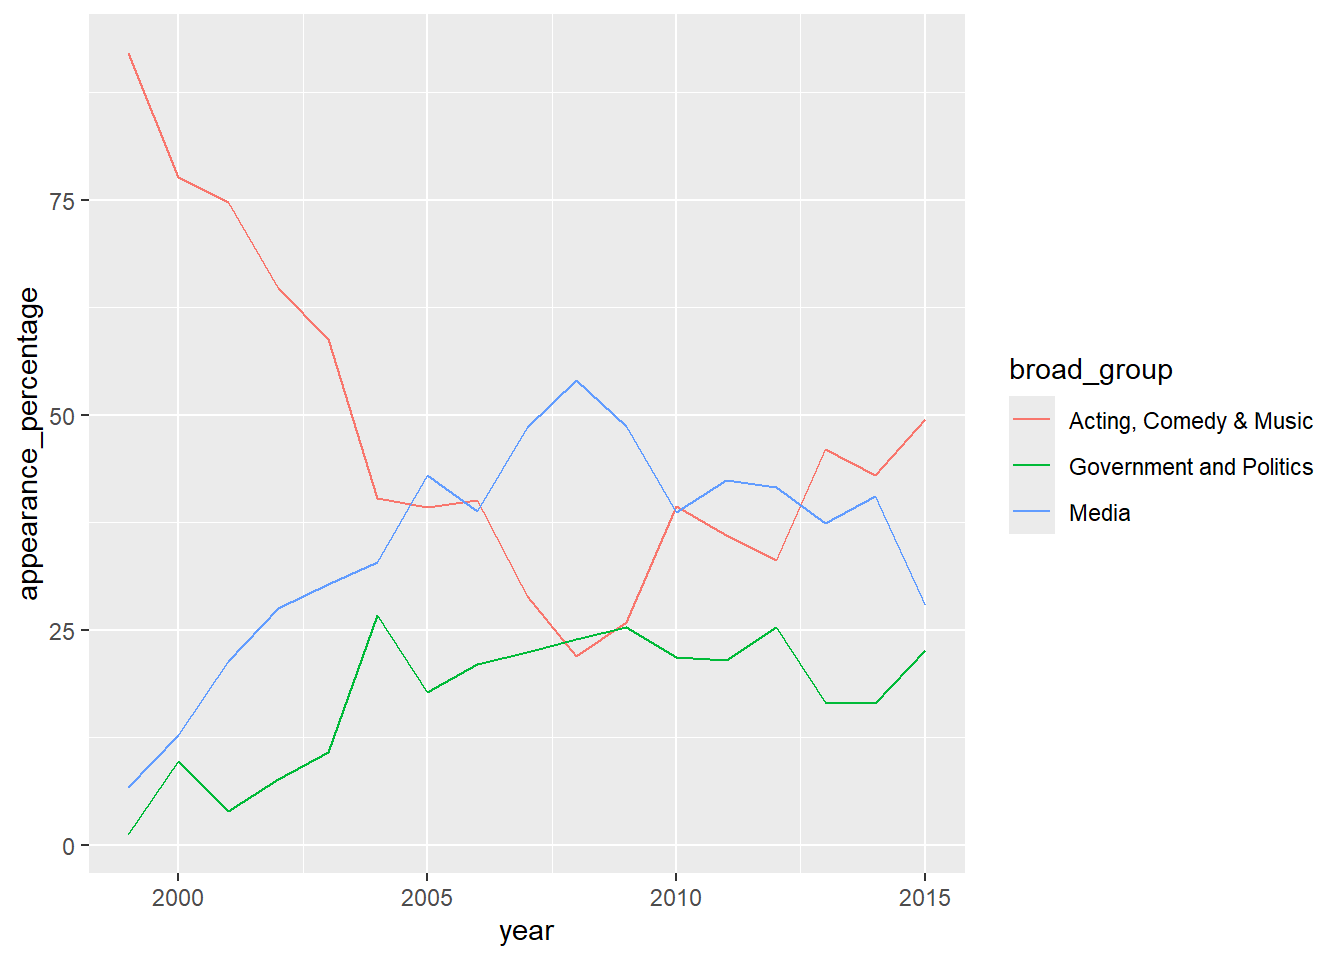 appearance_percentage
75
50
25
0
2000
2005
2010
2015
year
broad_group
Acting, Comedy & Music
Government and Politics
Media